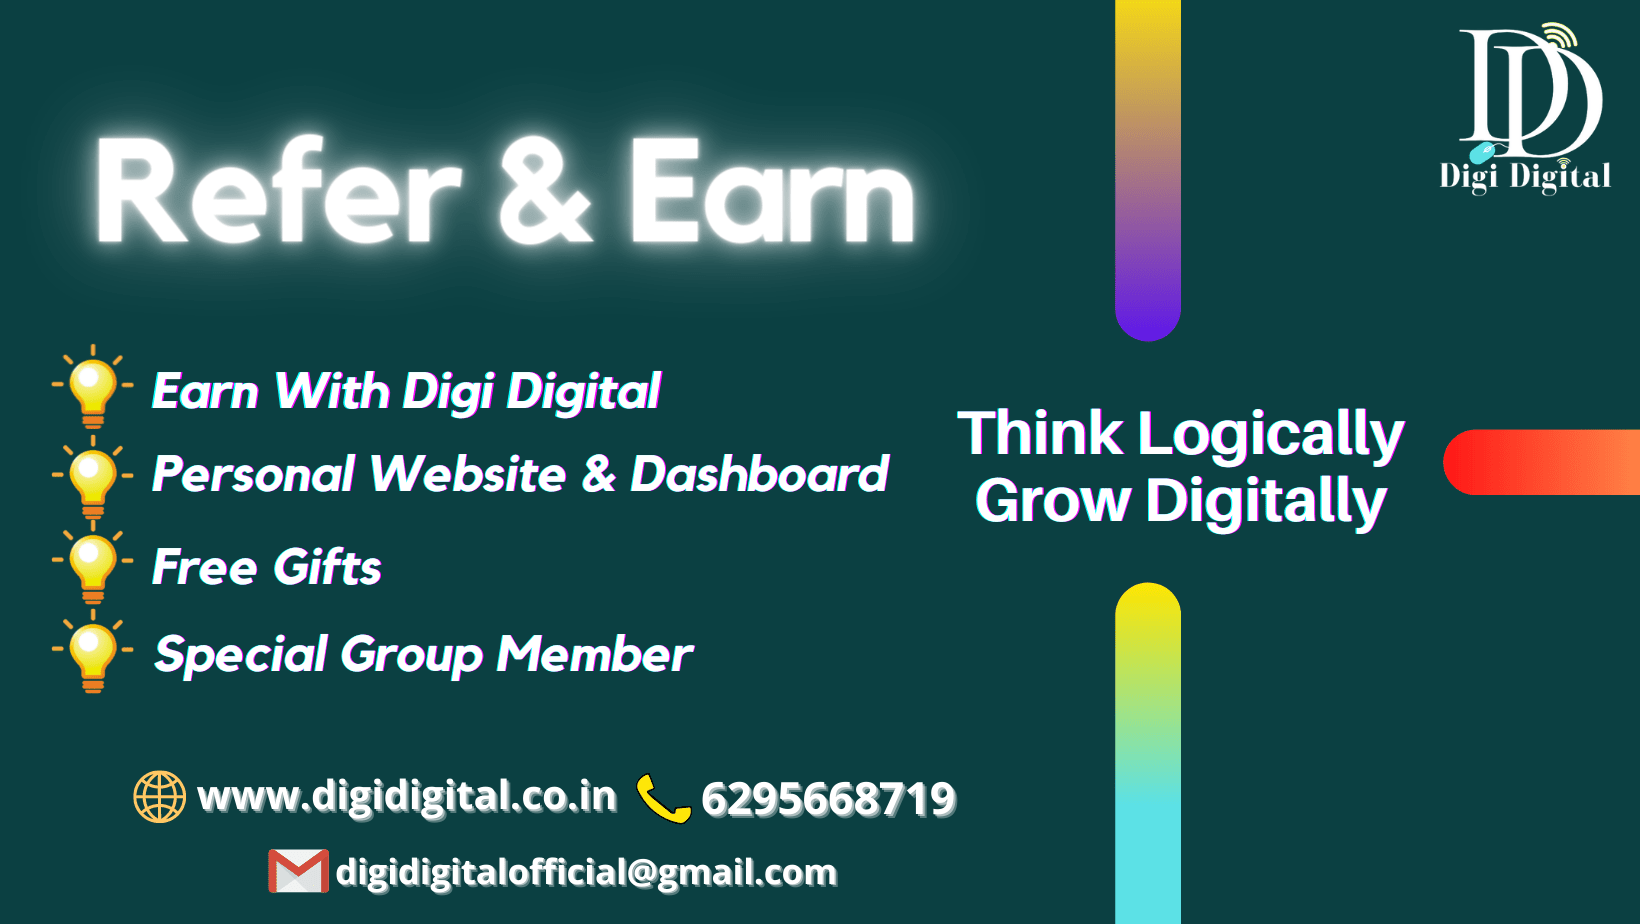 Refer & Earn
DD
Digi Digital
Earn With Digi Digital
Personal Website & Dashboard
Free Gifts
Special Group Member
Think Logically
Grow Digitally
www.digidigital.co.in
6295668719
digidigitalofficial@gmail.com